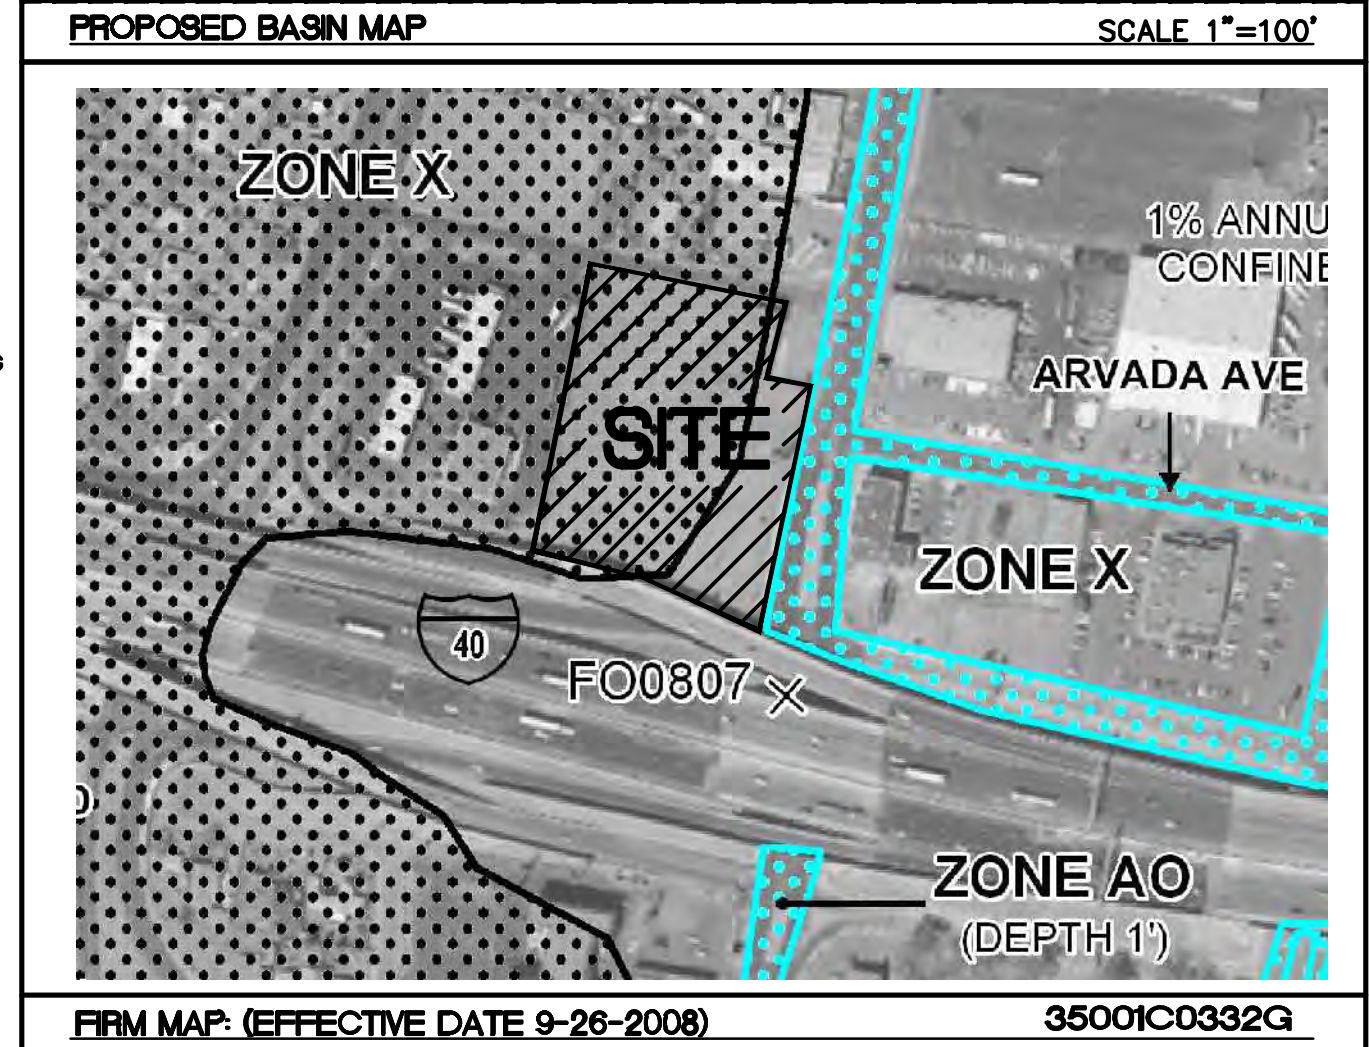 PROPOSED BASIN MAP SCALE 1"=100'
ZONE X
1% ANNU
CONFINE
ARVADA AVE
SITE
ZONE X
40
FO0807
ZONE AO
(DEPTH 1')
FIRM MAP: (EFFECTIVE DATE 9-26-2008) 35001C0332G